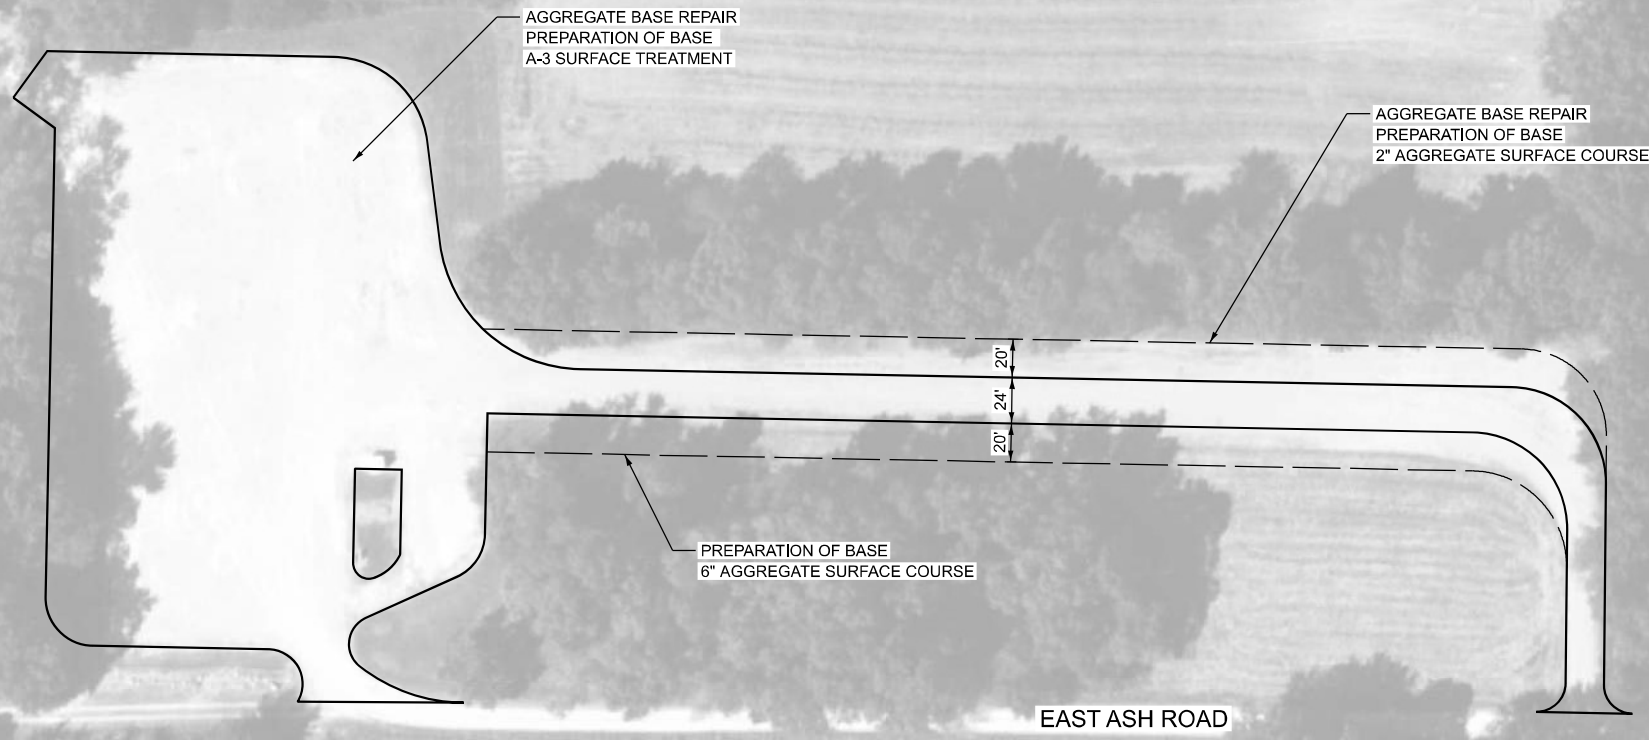 AGGREGATE BASE REPAIR
PREPARATION OF BASE
A-3 SURFACE TREATMENT
AGGREGATE BASE REPAIR
PREPARATION OF BASE
2" AGGREGATE SURFACE COURSE
20'
24'
20'
PREPARATION OF BASE
6" AGGREGATE SURFACE COURSE
EAST ASH ROAD